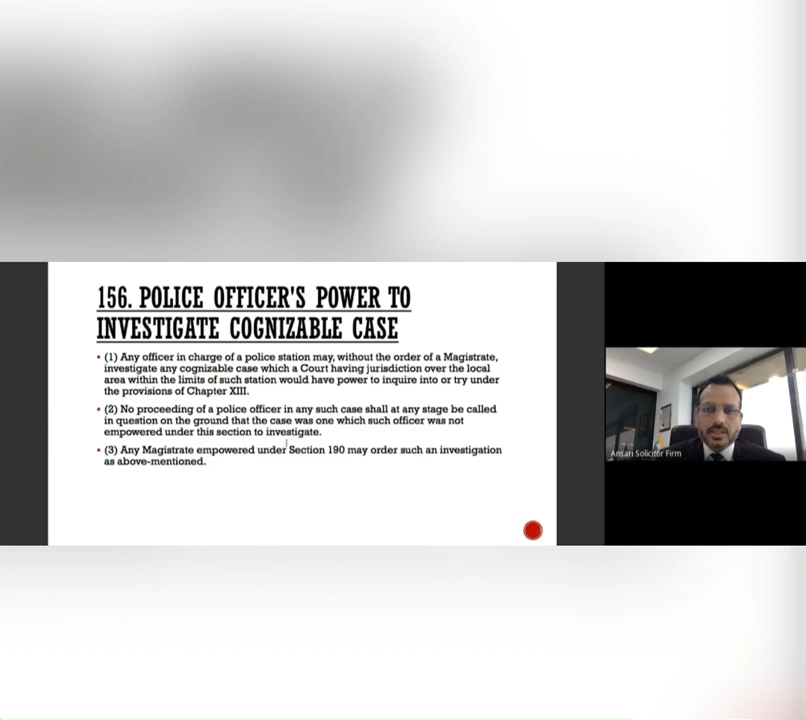 156. POLICE OFFICER'S POWER TO
INVESTIGATE COGNIZABLE CASE
• (1) Any officer in charge of a police station may, without the order of a Magistrate,
investigate any cognizable case which a Court having jurisdiction over the local
area within the limits of such station would have power to inquire into or try under
the provisions of Chapter XIII.
• (2) No proceeding of a police officer in any such case shall at any stage be called
in question on the ground that the case was one which such officer was not
empowered under this section to investigate.
• (3) Any Magistrate empowered under Section 190 may order such an investigation
as above-mentioned.
Ansari Solicitor Firm